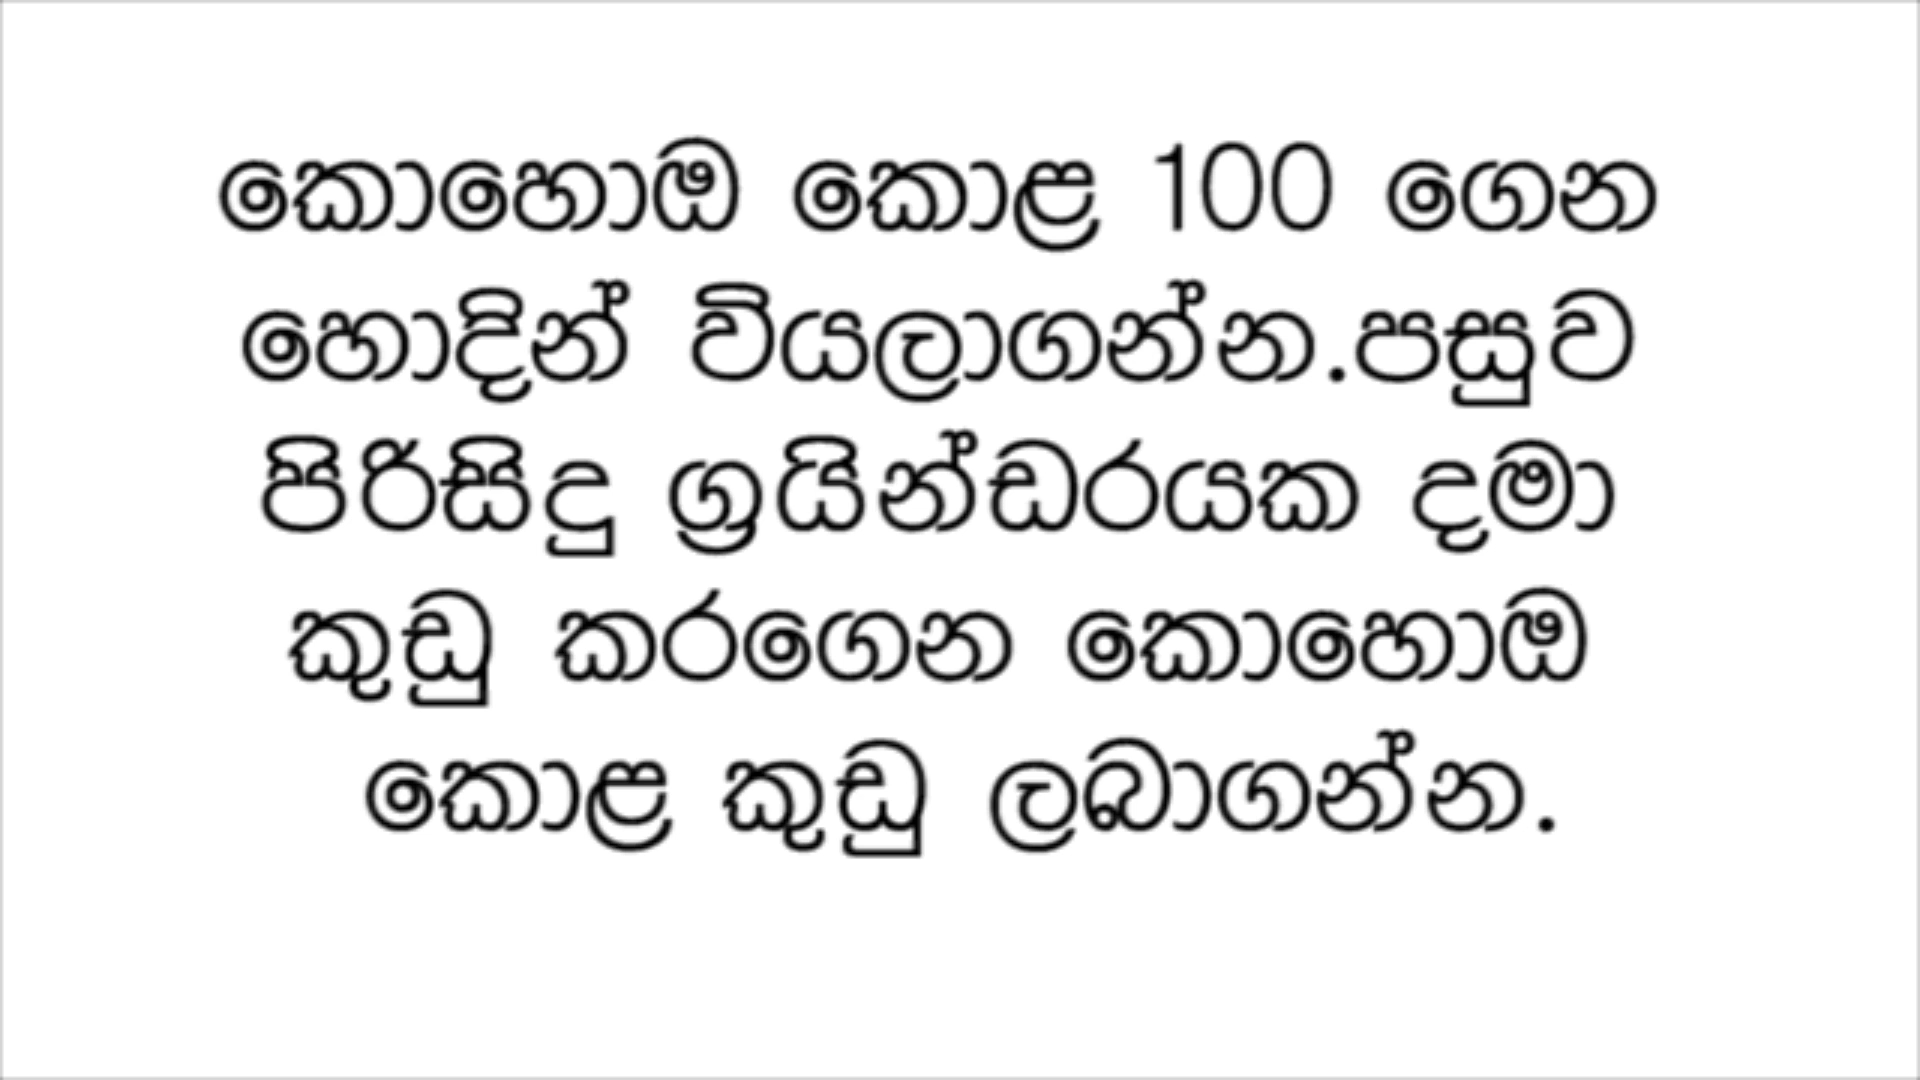 කොහොඹ කොළ 100 ගෙන
හොදින් වියලාගන්න.පසුව
පිරිසිදු ග්‍රයින්ඩරයක දමා
කුඩු කරගෙන කොහොඹ
කොළ කුඩු ලබාගන්න.